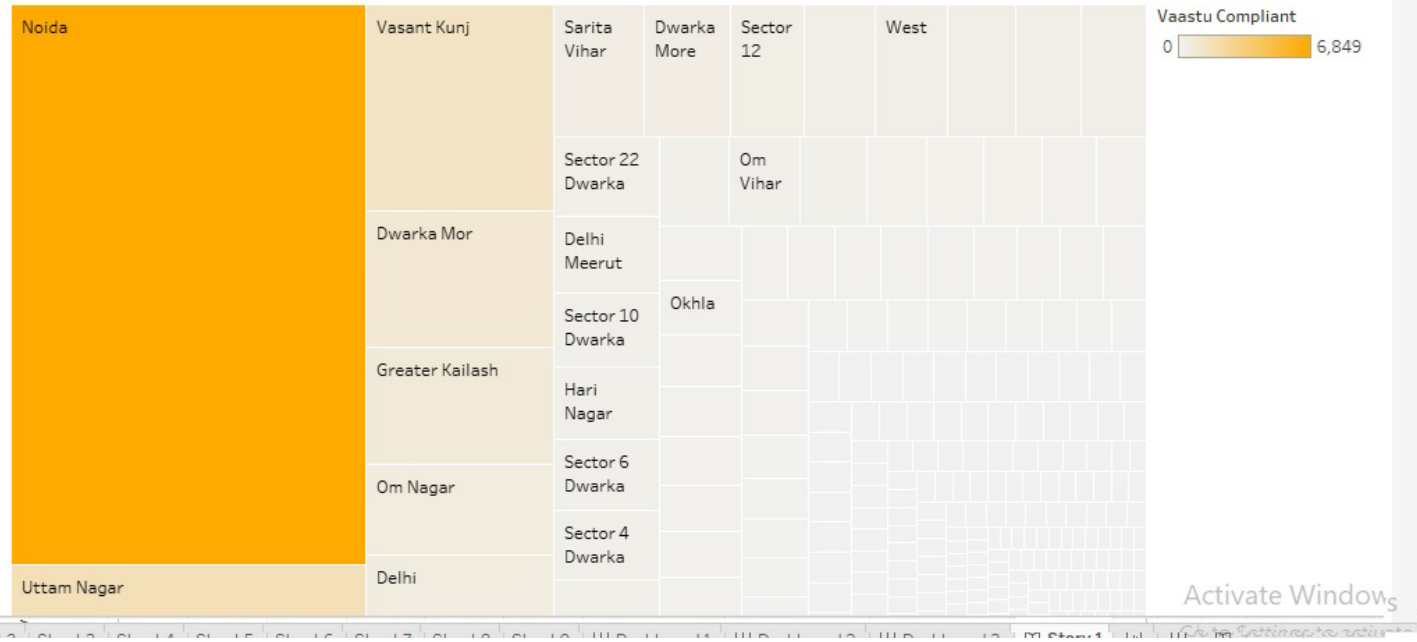 Noida
Uttam Nagar
Vasant Kunj
Dwarka Mor
Greater Kailash
Om Nagar
Delhi
Sarita
Vihar
Dwarka
More
Sector
12
West
Sector 22
Dwarka
Om
Vihar
Delhi
Meerut
Okhla
Sector 10
Dwarka
Hari
Nagar
Sector 6
Dwarka
Sector 4
Dwarka
Vaastu Compliant
0 6,849
Activate Windows
Story 1